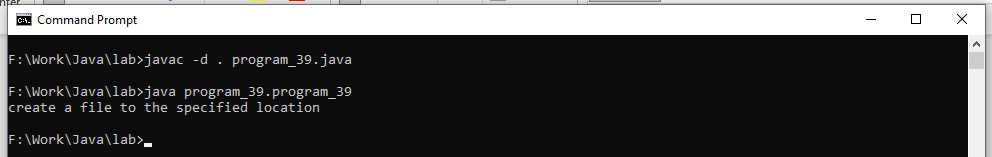 Command Prompt
F:\Work\Java\lab>javac -d . program_39.java
F:\Work\Java\lab>java program_39.program_39
create a file to the specified location
F:\Work\Java\lab>